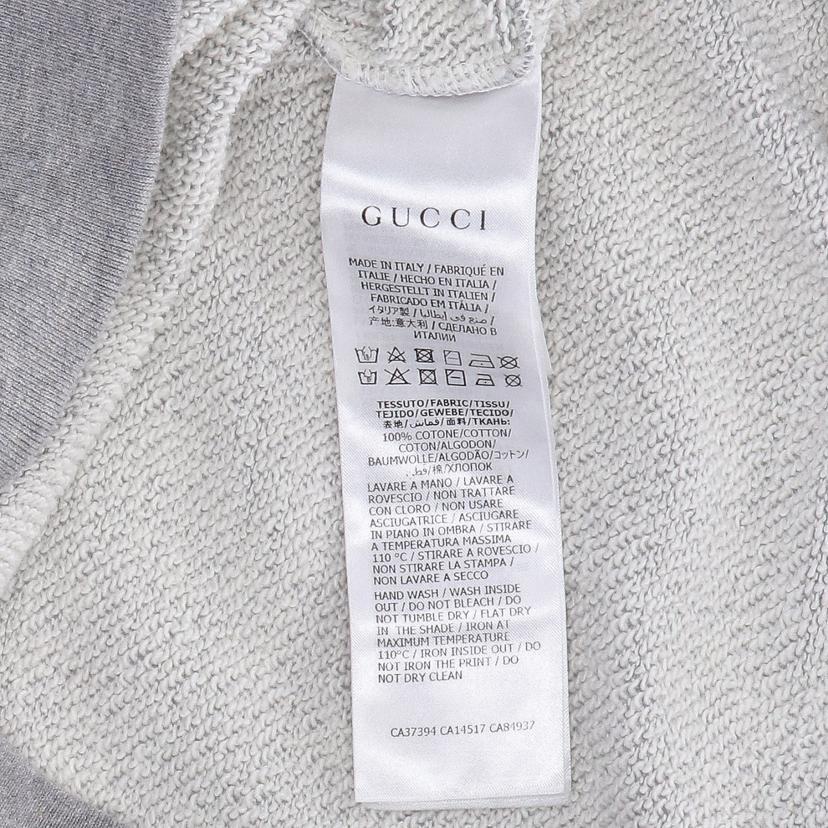 GUCCI
MADE IN ITALY / FABRIQUÉ EN
ITALIE / HECHO EN ITALIA /
HERGESTELLT IN ITALIEN /
FABRICADO EM ITÁLIA /
イタリア製 / صنع في إيطاليا /
产地:意大利 / СДЕЛАНО В
ИТАЛИИ
TESSUTO/FABRIC/TISSU/
TEJIDO/GEWEBE/TECIDO/
表地/قماش/面料/ТКАНЬ:
100% COTONE/COTTON/
COTON/ALGODON/
BAUMWOLLE/ALGODÃO/コットン/
قطن/棉/ХЛОПОК
LAVARE A MANO / LAVARE A
ROVESCIO / NON TRATTARE
CON CLORO / NON USARE
ASCIUGATRICE / ASCIUGARE
IN PIANO IN OMBRA / STIRARE
A TEMPERATURA MASSIMA
110 °C / STIRARE A ROVESCIO /
NON STIRARE LA STAMPA /
NON LAVARE A SECCO
HAND WASH / WASH INSIDE
OUT / DO NOT BLEACH / DO
NOT TUMBLE DRY / FLAT DRY
IN THE SHADE / IRON AT
MAXIMUM TEMPERATURE
110°C / IRON INSIDE OUT / DO
NOT IRON THE PRINT / DO
NOT DRY CLEAN
CA37394 CA14517 CA84937